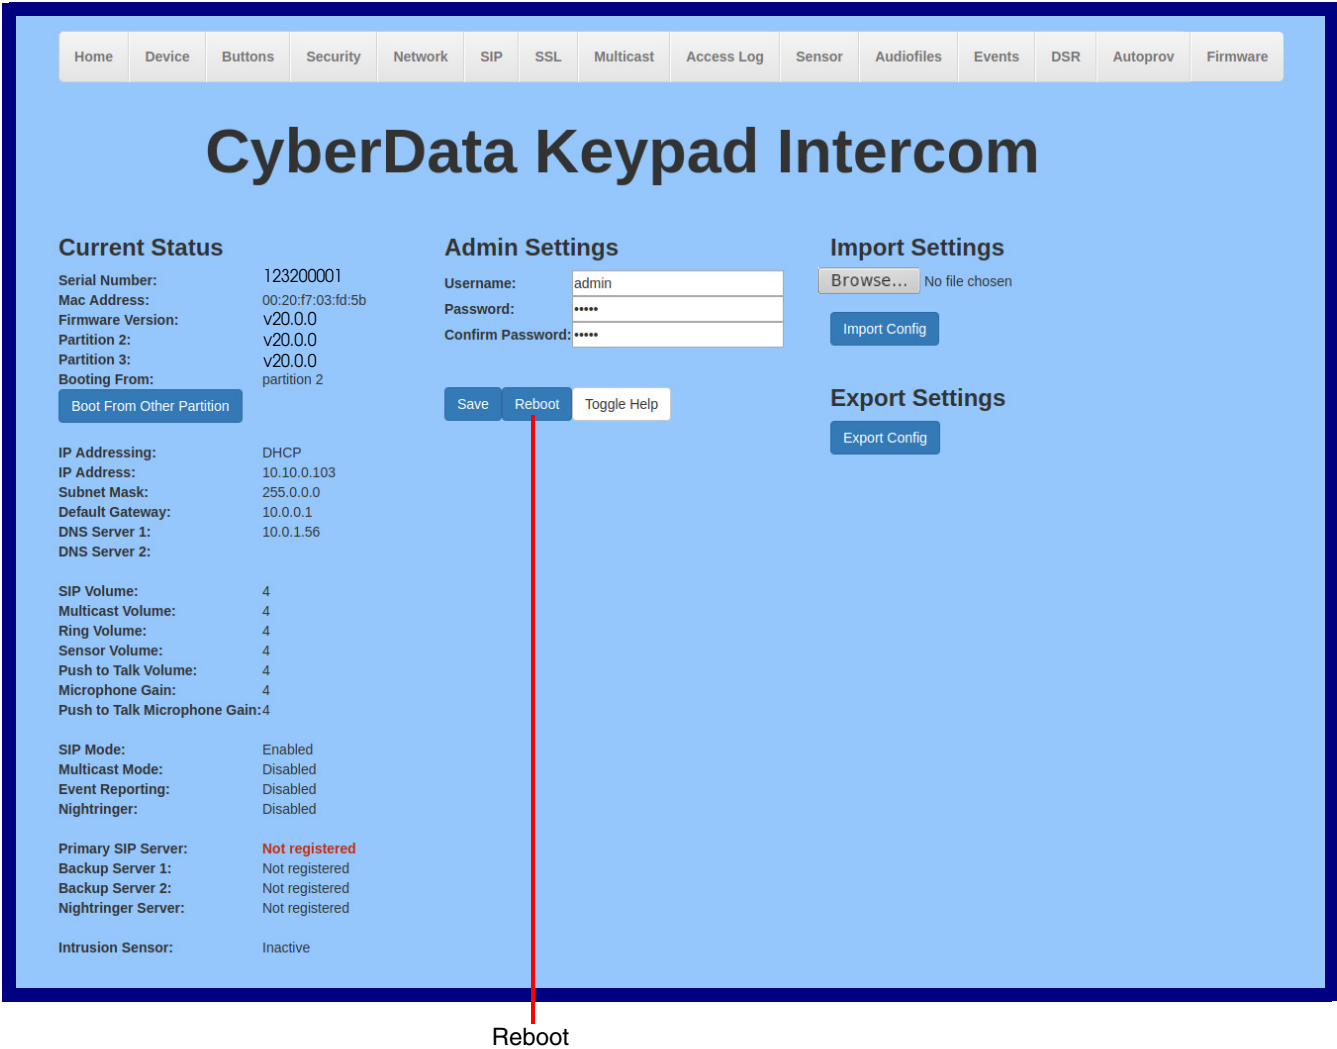 Home Device Buttons Security Network SIP SSL Multicast Access Log Sensor Audiofiles Events DSR Autoprov Firmware
CyberData Keypad Intercom
Current Status
Serial Number: 123200001
Mac Address: 00:20:f7:03:fd:5b
Firmware Version: v20.0.0
Partition 2: v20.0.0
Partition 3: v20.0.0
Booting From: partition 2
Boot From Other Partition
IP Addressing: DHCP
IP Address: 10.10.0.103
Subnet Mask: 255.0.0.0
Default Gateway: 10.0.0.1
DNS Server 1: 10.0.1.56
DNS Server 2:
SIP Volume: 4
Multicast Volume: 4
Ring Volume: 4
Sensor Volume: 4
Push to Talk Volume: 4
Microphone Gain: 4
Push to Talk Microphone Gain: 4
SIP Mode: Enabled
Multicast Mode: Disabled
Event Reporting: Disabled
Nightringer: Disabled
Primary SIP Server: Not registered
Backup Server 1: Not registered
Backup Server 2: Not registered
Nightringer Server: Not registered
Intrusion Sensor: Inactive
Admin Settings
Username: admin
Password: •••••
Confirm Password: •••••
Save Reboot Toggle Help
Import Settings
Browse... No file chosen
Import Config
Export Settings
Export Config
Reboot